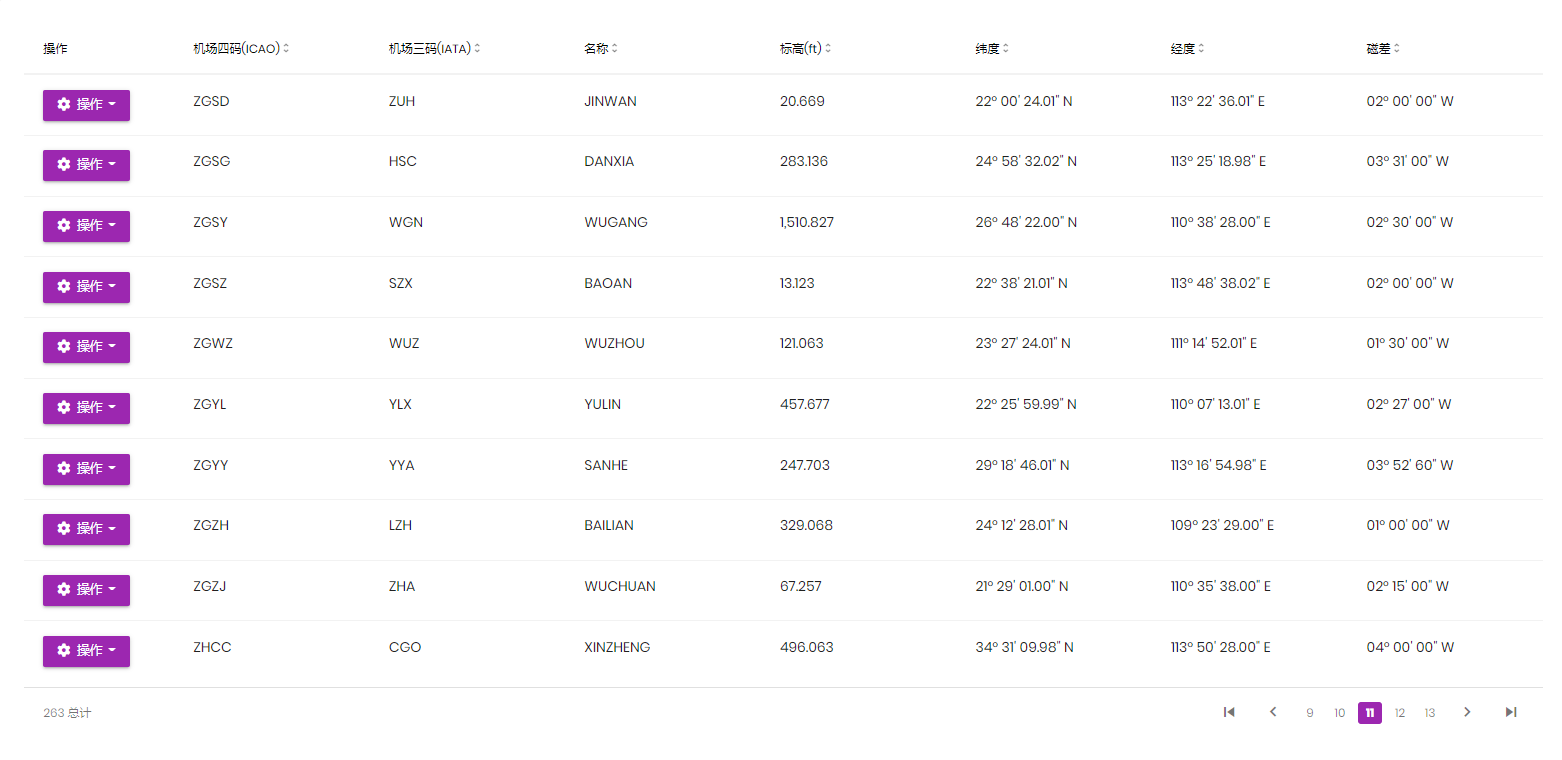 操作 机场四码(ICAO) 机场三码(IATA) 名称 标高(ft) 纬度 经度 磁差
操作 ZGSD ZUH JINWAN 20.669 22° 00' 24.01" N 113° 22' 36.01" E 02° 00' 00" W
操作 ZGSG HSC DANXIA 283.136 24° 58' 32.02" N 113° 25' 18.98" E 03° 31' 00" W
操作 ZGSY WGN WUGANG 1,510.827 26° 48' 22.00" N 110° 38' 28.00" E 02° 30' 00" W
操作 ZGSZ SZX BAOAN 13.123 22° 38' 21.01" N 113° 48' 38.02" E 02° 00' 00" W
操作 ZGWZ WUZ WUZHOU 121.063 23° 27' 24.01" N 111° 14' 52.01" E 01° 30' 00" W
操作 ZGYL YLX YULIN 457.677 22° 25' 59.99" N 110° 07' 13.01" E 02° 27' 00" W
操作 ZGYY YYA SANHE 247.703 29° 18' 46.01" N 113° 16' 54.98" E 03° 52' 60" W
操作 ZGZH LZH BAILIAN 329.068 24° 12' 28.01" N 109° 23' 29.00" E 01° 00' 00" W
操作 ZGZJ ZHA WUCHUAN 67.257 21° 29' 01.00" N 110° 35' 38.00" E 02° 15' 00" W
操作 ZHCC CGO XINZHENG 496.063 34° 31' 09.98" N 113° 50' 28.00" E 04° 00' 00" W
263 总计 9 10 11 12 13